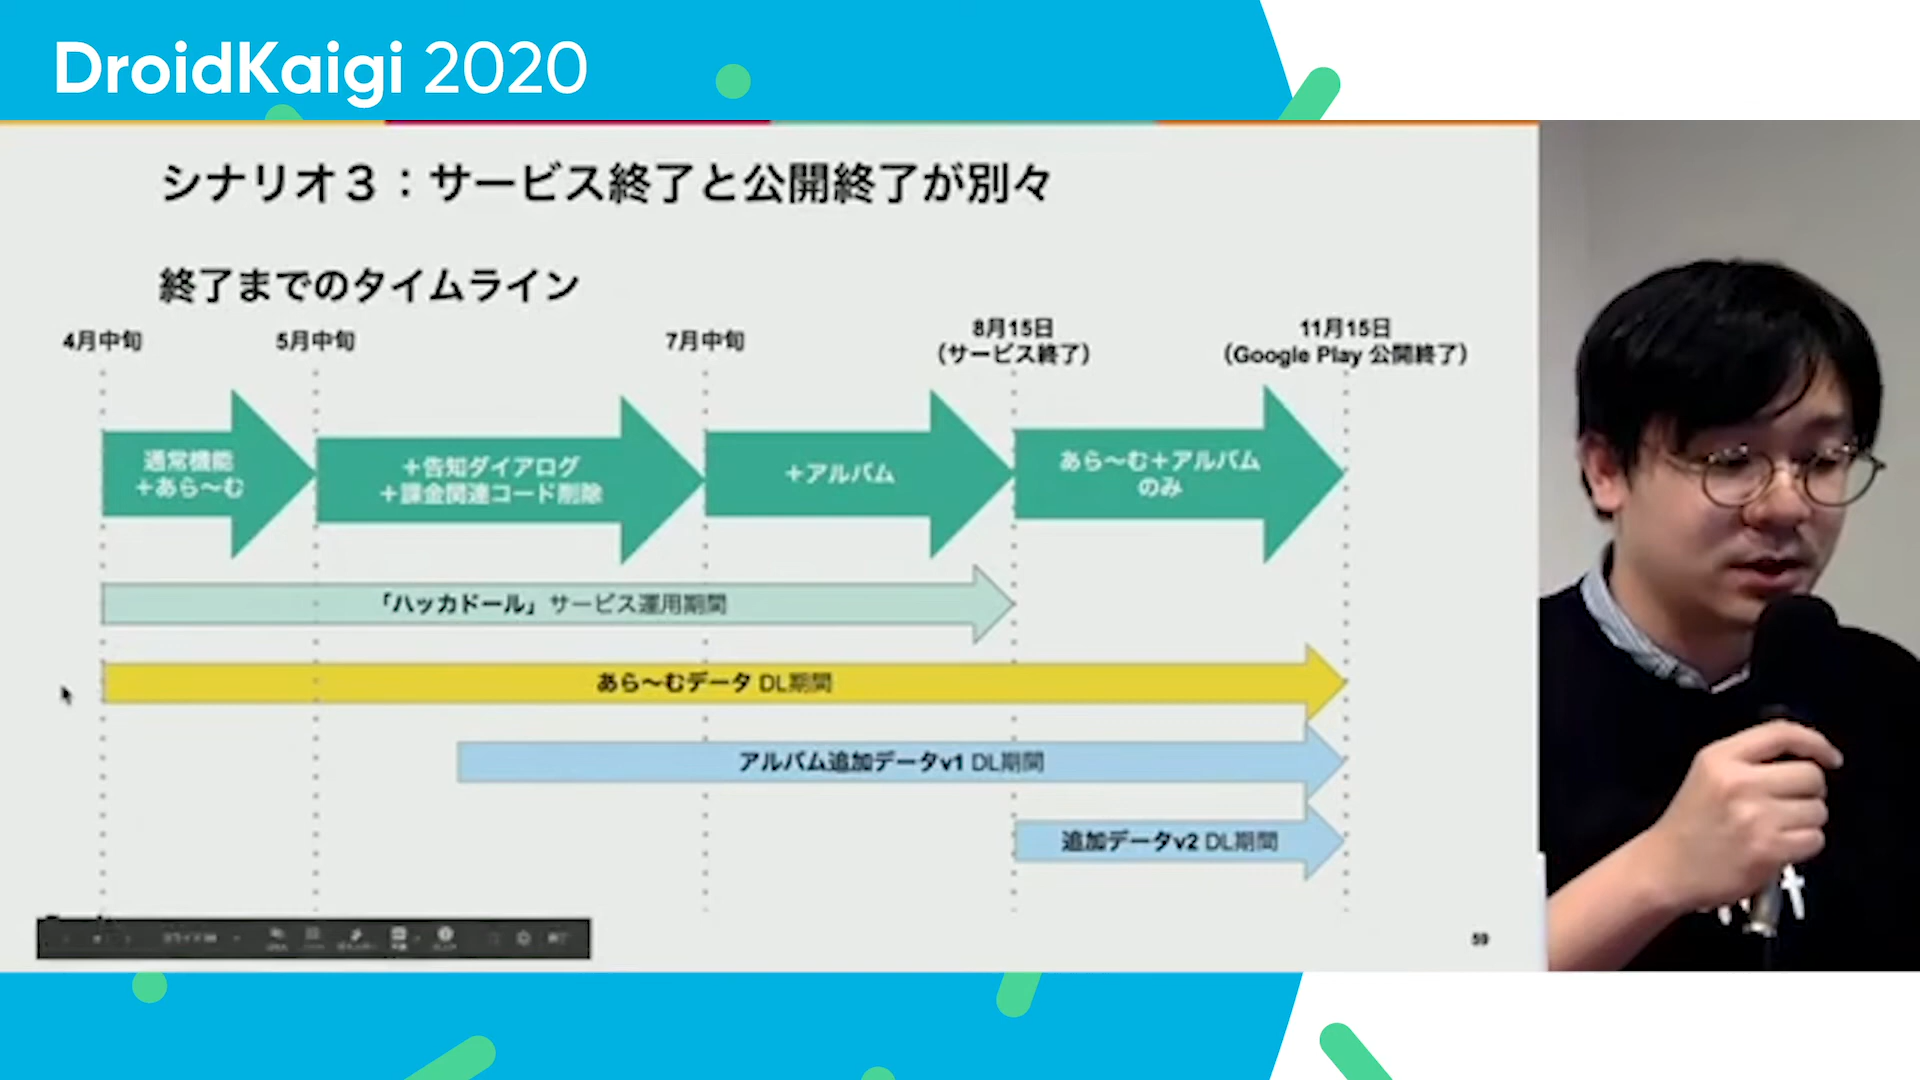 DroidKaigi 2020
シナリオ３：サービス終了と公開終了が別々
終了までのタイムライン
4月中旬
5月中旬
7月中旬
8月15日
（サービス終了）
11月15日
（Google Play 公開終了）
通常機能
＋あら〜む
＋告知ダイアログ
＋課金関連コード削除
＋アルバム
あら〜む＋アルバム
のみ
「ハッカドール」サービス運用期間
あら〜むデータ DL期間
アルバム追加データv1 DL期間
追加データv2 DL期間
59